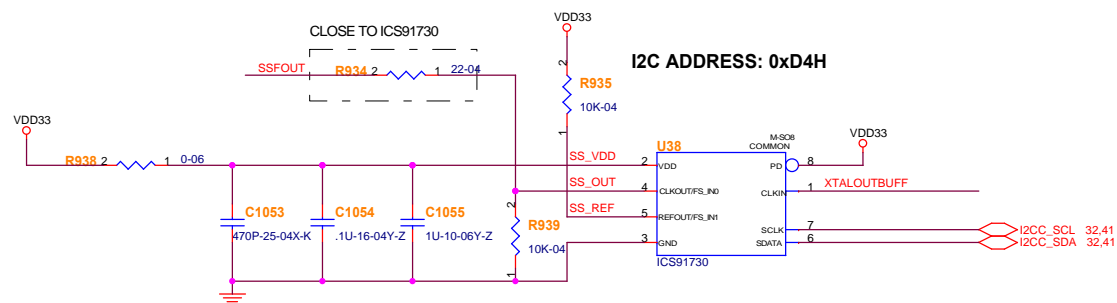 VDD33
CLOSE TO ICS91730
I2C ADDRESS: 0xD4H
SSFOUT
R934
2
1
22-04
2
R935
10K-04
1
VDD33
R938
2
1
0-06
U38
M-SO8
COMMON
VDD33
SS_VDD
2
VDD
PD
8
SS_OUT
4
CLKOUT/FS_IN0
CLKIN
1
XTALOUTBUFF
SS_REF
5
REFOUT/FS_IN1
C1053
470P-25-04X-K
C1054
.1U-16-04Y-Z
C1055
1U-10-06Y-Z
2
R939
10K-04
1
3
GND
SCLK
7
I2CC_SCL 32,41
SDATA
6
I2CC_SDA 32,41
ICS91730